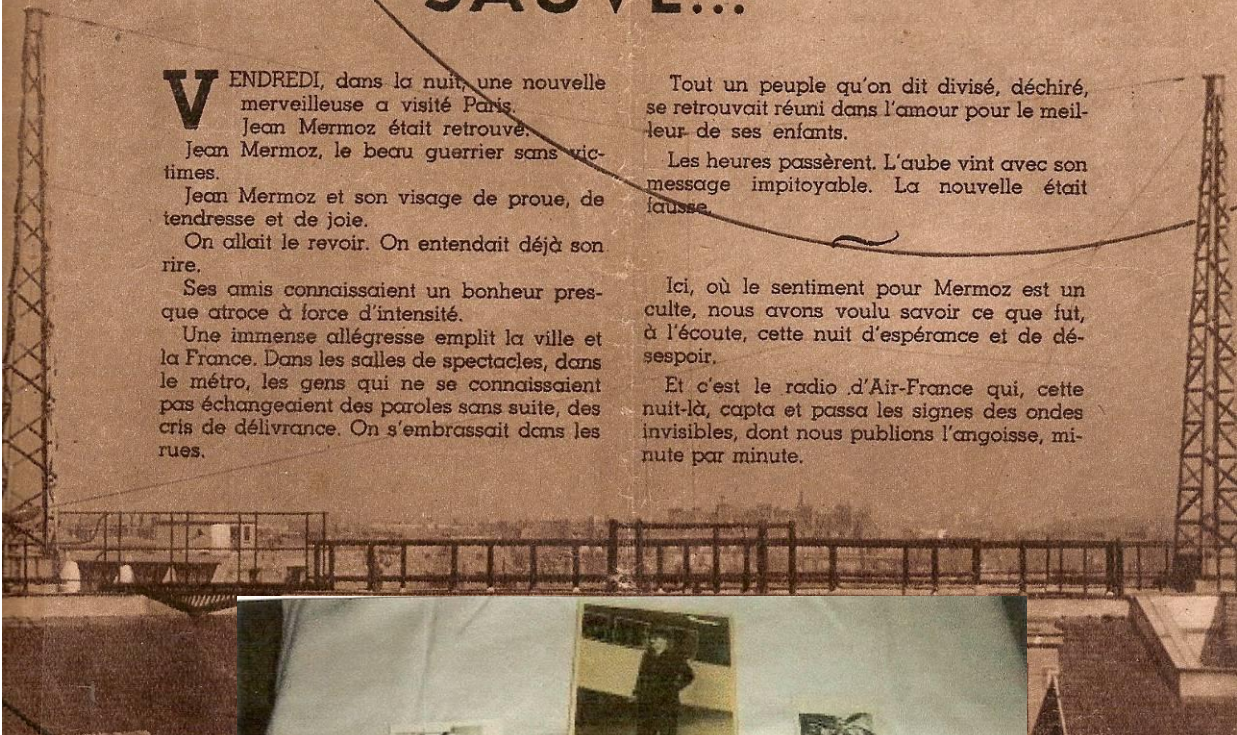 SAUVÉ...
VENDREDI, dans la nuit, une nouvelle
merveilleuse a visité Paris.
Jean Mermoz était retrouvé.
Jean Mermoz, le beau guerrier sans vic-
times.
Jean Mermoz et son visage de proue, de
tendresse et de joie.
On allait le revoir. On entendait déjà son
rire.
Ses amis connaissaient un bonheur pres-
que atroce à force d'intensité.
Une immense allégresse emplit la ville et
la France. Dans les salles de spectacles, dans
le métro, les gens qui ne se connaissaient
pas échangeaient des paroles sans suite, des
cris de délivrance. On s'embrassait dans les
rues.
Tout un peuple qu'on dit divisé, déchiré,
se retrouvait réuni dans l'amour pour le meil-
leur de ses enfants.
Les heures passèrent. L'aube vint avec son
message impitoyable. La nouvelle était
fausse.
Ici, où le sentiment pour Mermoz est un
culte, nous avons voulu savoir ce que fut,
à l'écoute, cette nuit d'espérance et de dé-
sespoir.
Et c'est le radio d'Air-France qui, cette
nuit-là, capta et passa les signes des ondes
invisibles, dont nous publions l'angoisse, mi-
nute par minute.